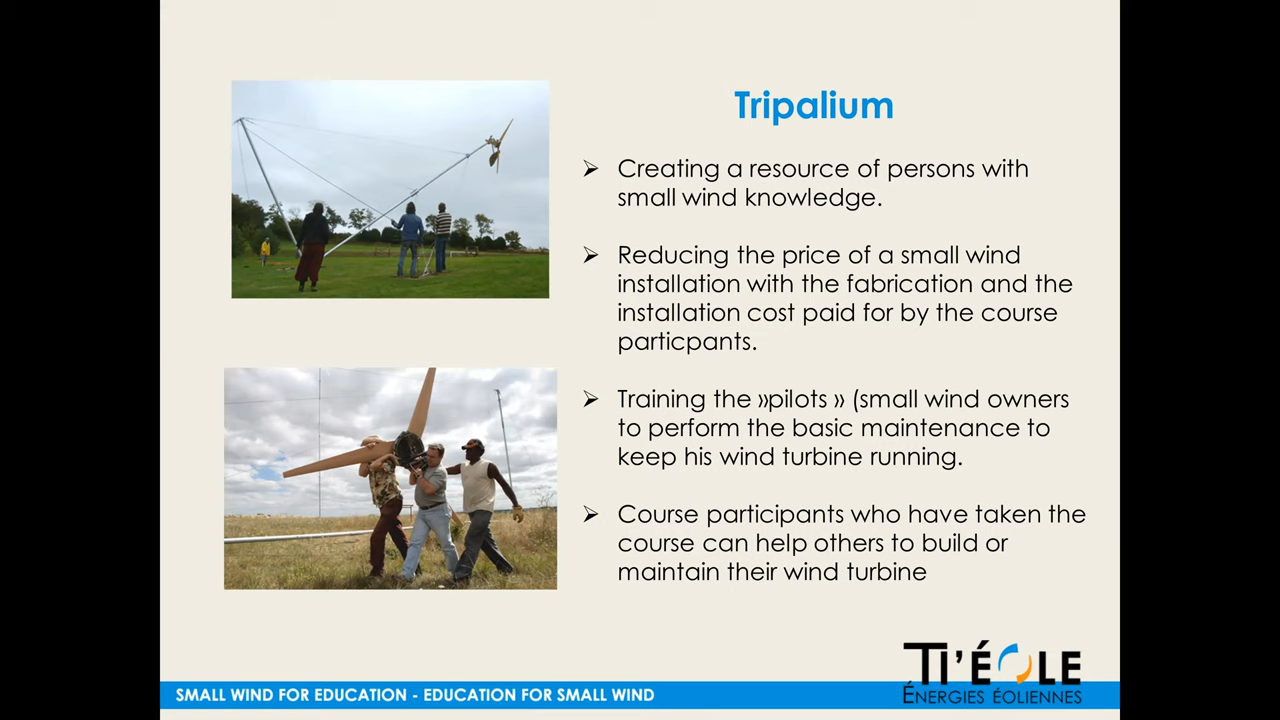 Tripalium
Creating a resource of persons with
small wind knowledge.
Reducing the price of a small wind
installation with the fabrication and the
installation cost paid for by the course
particpants.
Training the »pilots » (small wind owners
to perform the basic maintenance to
keep his wind turbine running.
Course participants who have taken the
course can help others to build or
maintain their wind turbine
TI'ÉOLE
ÉNERGIES ÉOLIENNES
SMALL WIND FOR EDUCATION - EDUCATION FOR SMALL WIND